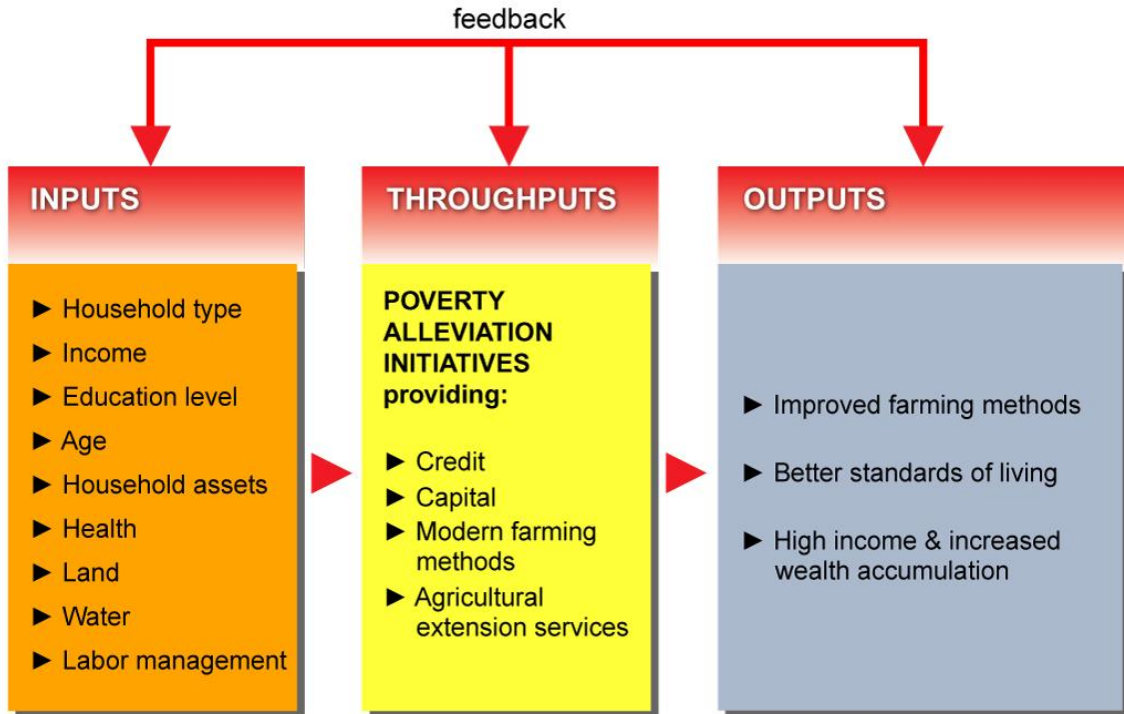 feedback
INPUTS
► Household type
► Income
► Education level
► Age
► Household assets
► Health
► Land
► Water
► Labor management
THROUGHPUTS
POVERTY
ALLEVIATION
INITIATIVES
providing:
► Credit
► Capital
► Modern farming
methods
► Agricultural
extension services
OUTPUTS
► Improved farming methods
► Better standards of living
► High income & increased
wealth accumulation